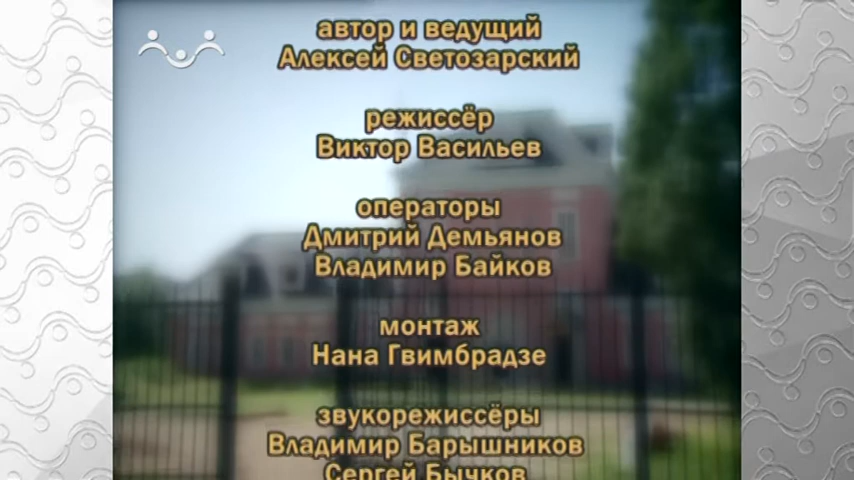 автор и ведущий
Алексей Светозарский
режиссёр
Виктор Васильев
операторы
Дмитрий Демьянов
Владимир Байков
монтаж
Нана Гвимбрадзе
звукорежиссёры
Владимир Барышников
Сергей Бычков